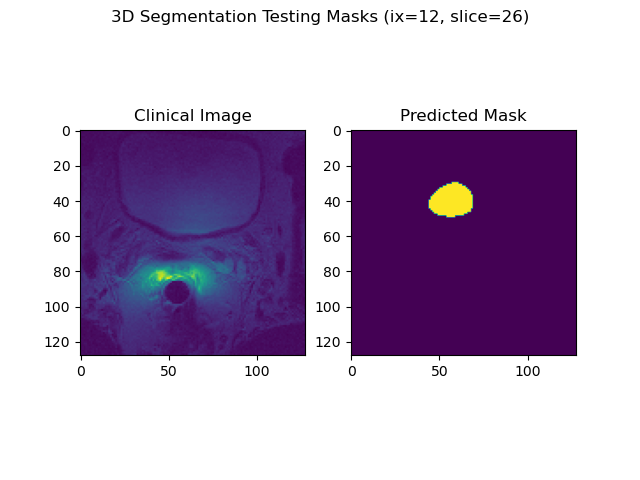 3D Segmentation Testing Masks (ix=12, slice=26)
Clinical Image Predicted Mask
0 0
20 20
40 40
60 60
80 80
100 100
120 120
0 50 100 0 50 100